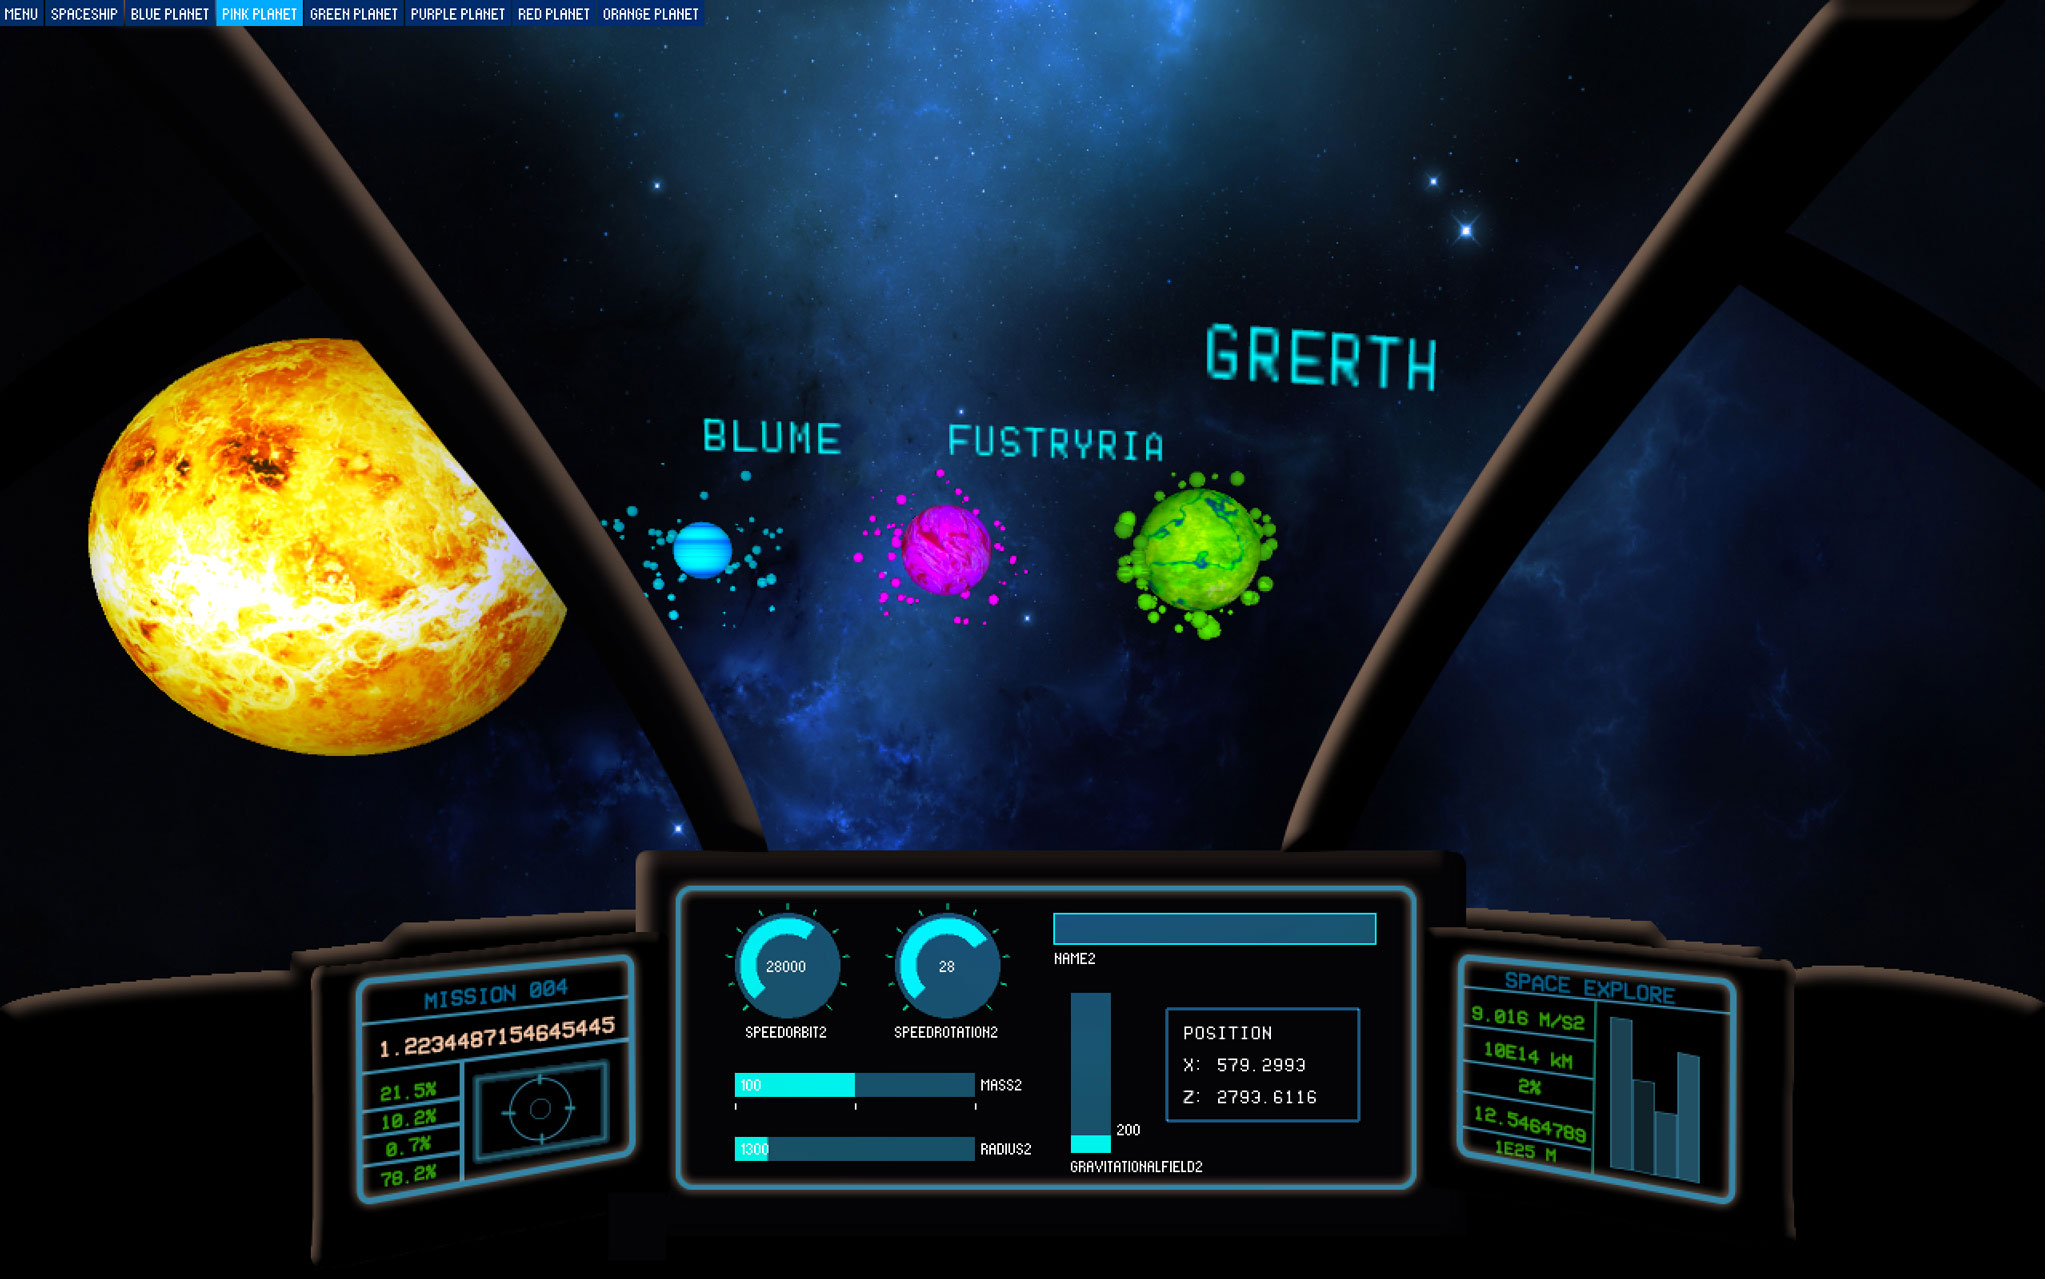 MENU SPACESHIP BLUE PLANET PINK PLANET GREEN PLANET PURPLE PLANET RED PLANET ORANGE PLANET
GRERTH
BLUME
FUSTRYRIA
MISSION 004
1.2234487154645445
21.5%
10.2%
0.7%
78.2%
28000
SPEEDORBIT2
28
SPEEDROTATION2
NAME2
100
MASS2
1300
RADIUS2
200
GRAVITATIONALFIELD2
POSITION
X: 579.2993
Z: 2793.6116
SPACE EXPLORE
9.016 M/S2
10E14 KM
2%
12.5464789
1E25 M